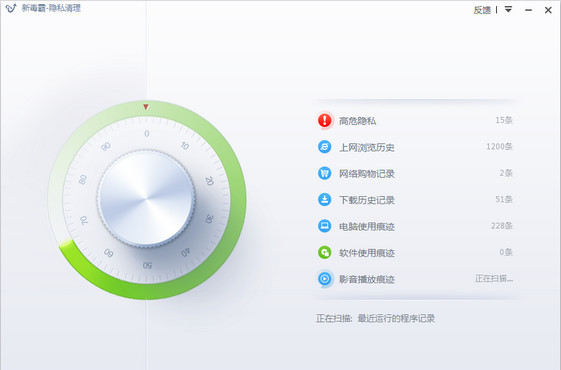 新毒霸-隐私清理
反馈
0
10
20
30
40
50
60
70
80
90
高危隐私 15条
上网浏览历史 1200条
网络购物记录 2条
下载历史记录 51条
电脑使用痕迹 228条
软件使用痕迹 0条
影音播放痕迹 正在扫描...
正在扫描: 最近运行的程序记录